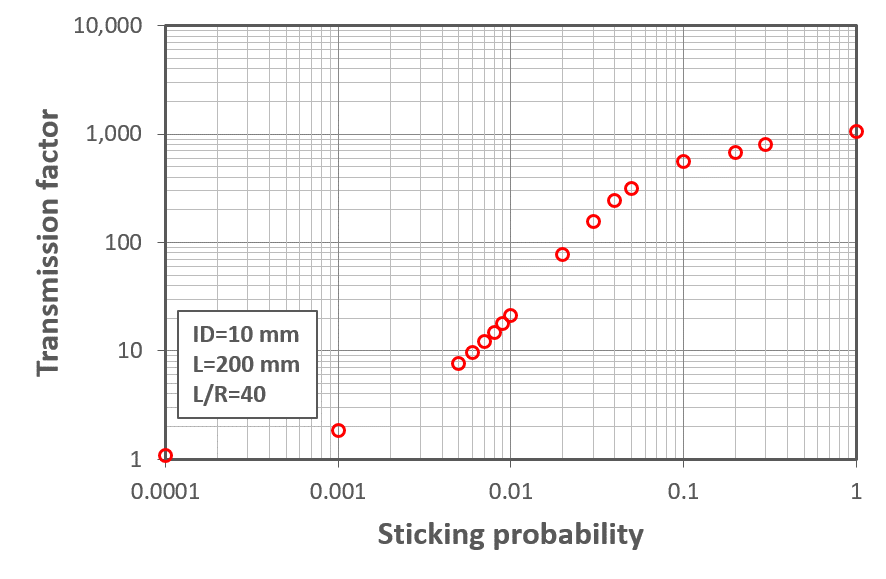 10,000
1,000
100
10
1
Transmission factor
ID=10 mm
L=200 mm
L/R=40
0.0001 0.001 0.01 0.1 1
Sticking probability